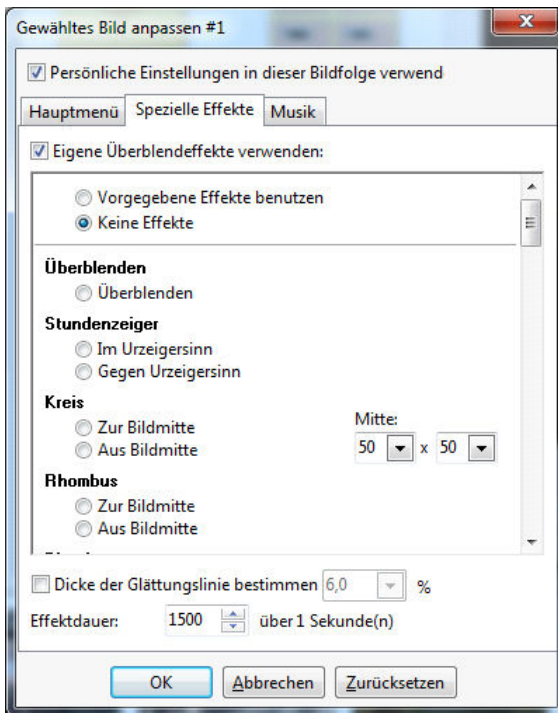 Gewähltes Bild anpassen #1
Persönliche Einstellungen in dieser Bildfolge verwend
Hauptmenü Spezielle Effekte Musik
Eigene Überblendeffekte verwenden:
Vorgegebene Effekte benutzen
Keine Effekte
Überblenden
Überblenden
Stundenzeiger
Im Urzeigersinn
Gegen Urzeigersinn
Kreis
Mitte:
Zur Bildmitte
50 x 50
Aus Bildmitte
Rhombus
Zur Bildmitte
Aus Bildmitte
Dicke der Glättungslinie bestimmen 6,0 %
Effektdauer: 1500 über 1 Sekunde(n)
OK Abbrechen Zurücksetzen